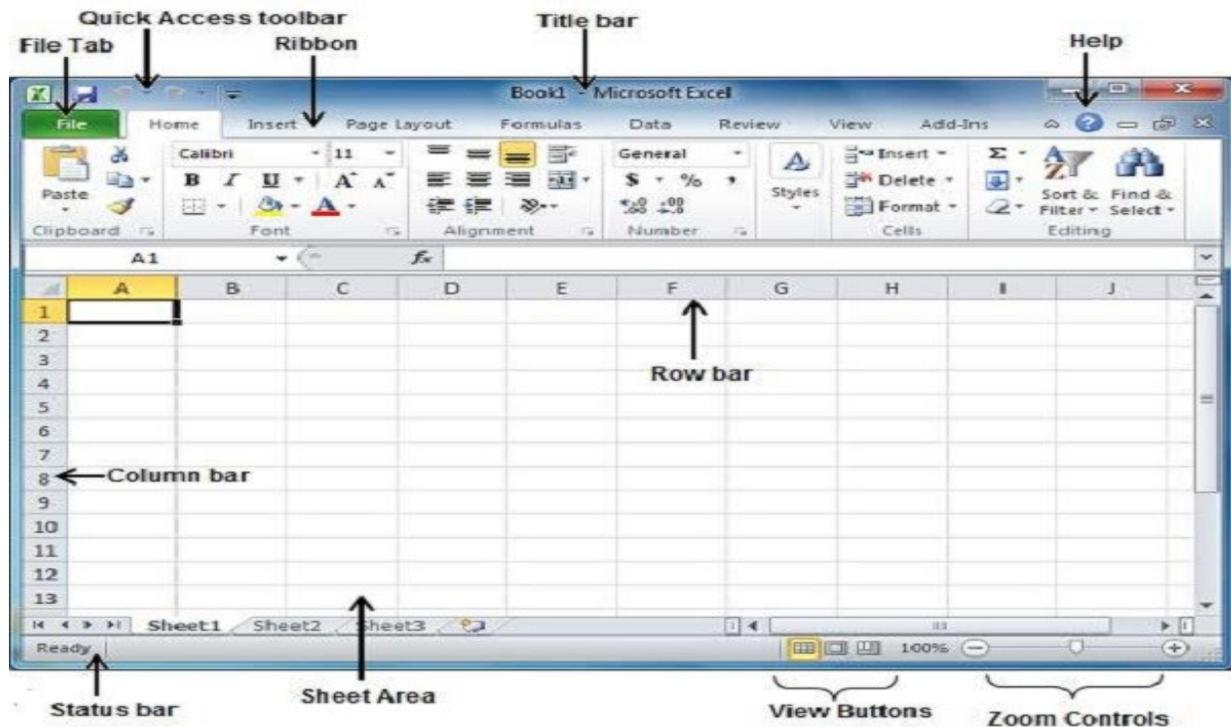 Quick Access toolbar
Title bar
File Tab
Ribbon
Help
Book1 - Microsoft Excel
File Home Insert Page Layout Formulas Data Review View Add-Ins
Calibri 11 General Insert
Paste B I U A A $ % , Styles Delete Sort & Find &
A Format Filter Select
Clipboard Font Alignment Number Cells Editing
A1 fx
A B C D E F G H I J
1
2
3
Row bar
4
5
6
7
8 Column bar
9
10
11
12
13
Sheet1 Sheet2 Sheet3
Ready 100%
Status bar
Sheet Area
View Buttons
Zoom Controls